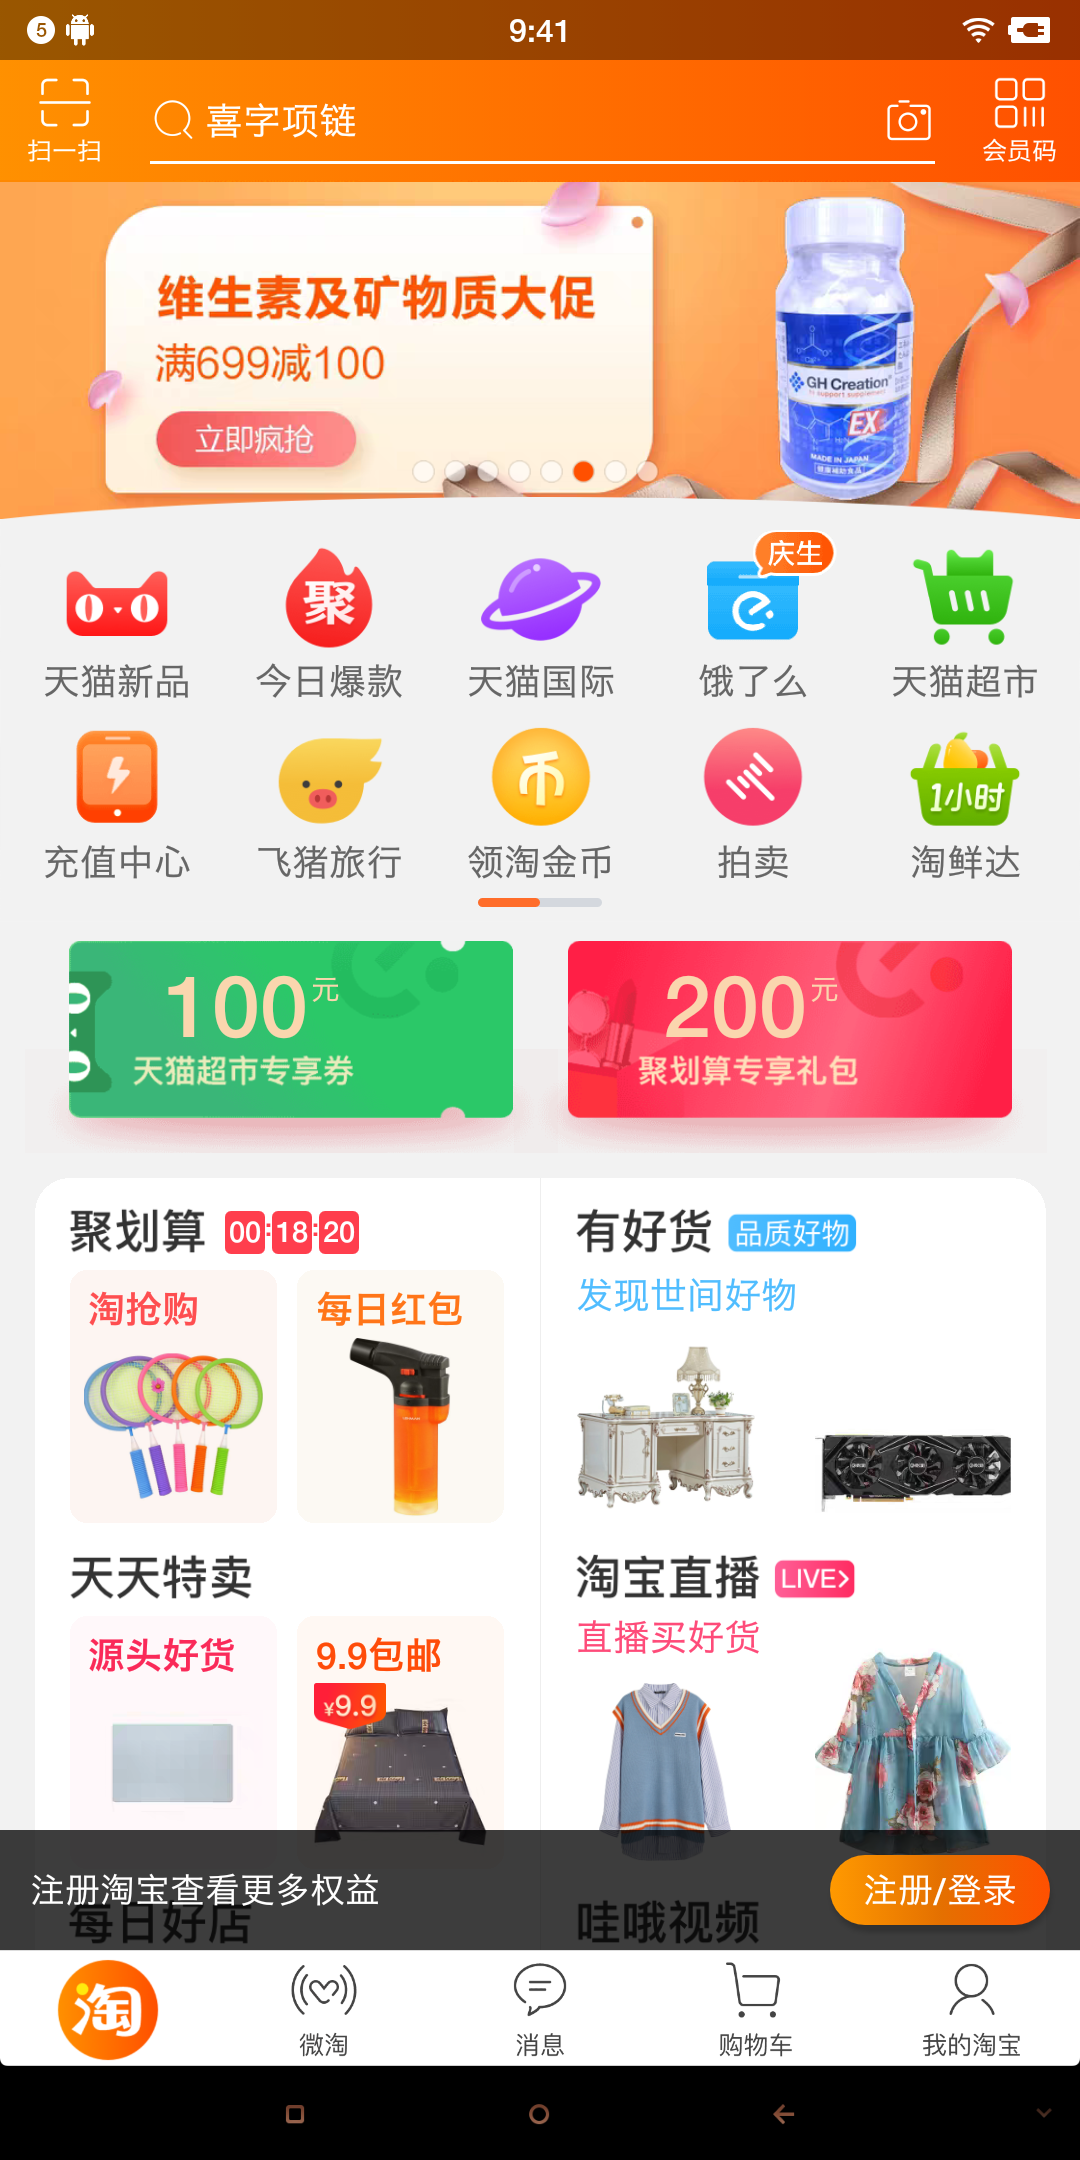 5
9:41
扫一扫
喜字项链
会员码
维生素及矿物质大促
满699减100
立即疯抢
GH Creation
support supplement
EX
MADE IN JAPAN
健康補助食品
庆生
聚
天猫新品
今日爆款
天猫国际
饿了么
天猫超市
币
1小时
充值中心
飞猪旅行
领淘金币
拍卖
淘鲜达
100元
天猫超市专享券
200元
聚划算专享礼包
聚划算 00:18:20
有好货 品质好物
发现世间好物
淘抢购
每日红包
天天特卖
淘宝直播 LIVE
直播买好货
源头好货
9.9包邮
¥9.9
注册淘宝查看更多权益
注册/登录
每日好店
哇哦视频
淘
微淘
消息
购物车
我的淘宝